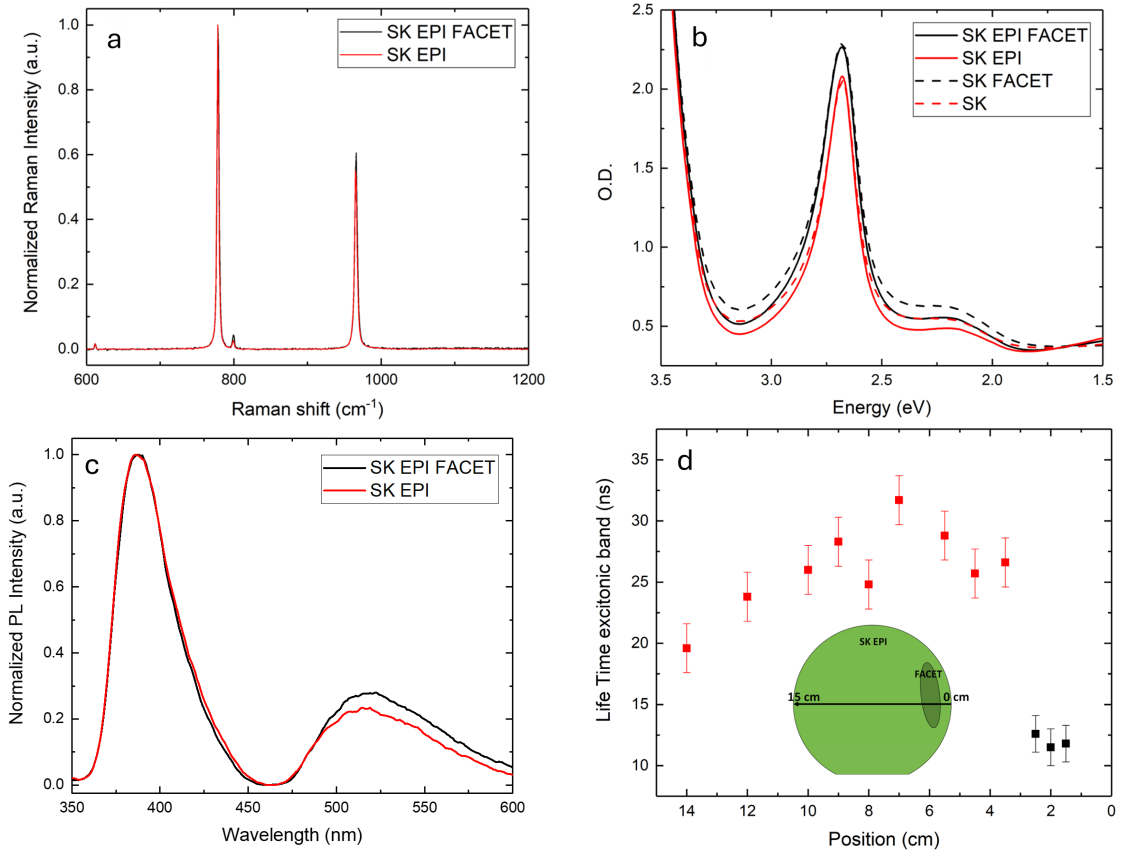 a
SK EPI FACET
SK EPI
Normalized Raman Intensity (a.u.)
1.0
0.8
0.6
0.4
0.2
0.0
600
800
1000
1200
Raman shift (cm⁻¹)
b
SK EPI FACET
SK EPI
SK FACET
SK
O.D.
2.5
2.0
1.5
1.0
0.5
3.5
3.0
2.5
2.0
1.5
Energy (eV)
c
SK EPI FACET
SK EPI
Normalized PL Intensity (a.u.)
1.0
0.8
0.6
0.4
0.2
0.0
350
375
400
425
450
475
500
525
550
575
600
Wavelength (nm)
d
Life Time excitonic band (ns)
35
30
25
20
15
10
SK EPI
FACET
15 cm
0 cm
14
12
10
8
6
4
2
0
Position (cm)